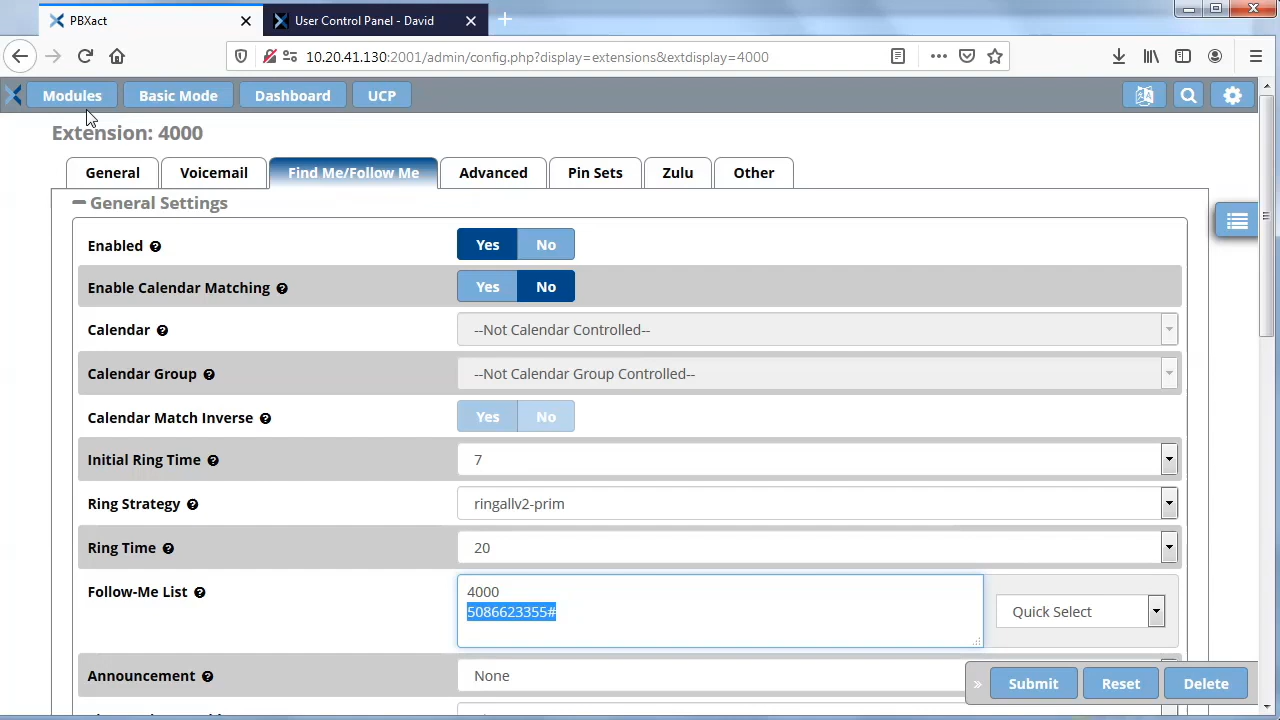 PBXact
User Control Panel - David
10.20.41.130:2001/admin/config.php?display=extensions&extdisplay=4000
Modules
Basic Mode
Dashboard
UCP
Extension: 4000
General
Voicemail
Find Me/Follow Me
Advanced
Pin Sets
Zulu
Other
General Settings
Enabled
Yes
No
Enable Calendar Matching
Yes
No
Calendar
--Not Calendar Controlled--
Calendar Group
--Not Calendar Group Controlled--
Calendar Match Inverse
Yes
No
Initial Ring Time
7
Ring Strategy
ringallv2-prim
Ring Time
20
Follow-Me List
4000
5086623355#
Quick Select
Announcement
None
» Submit
Reset
Delete